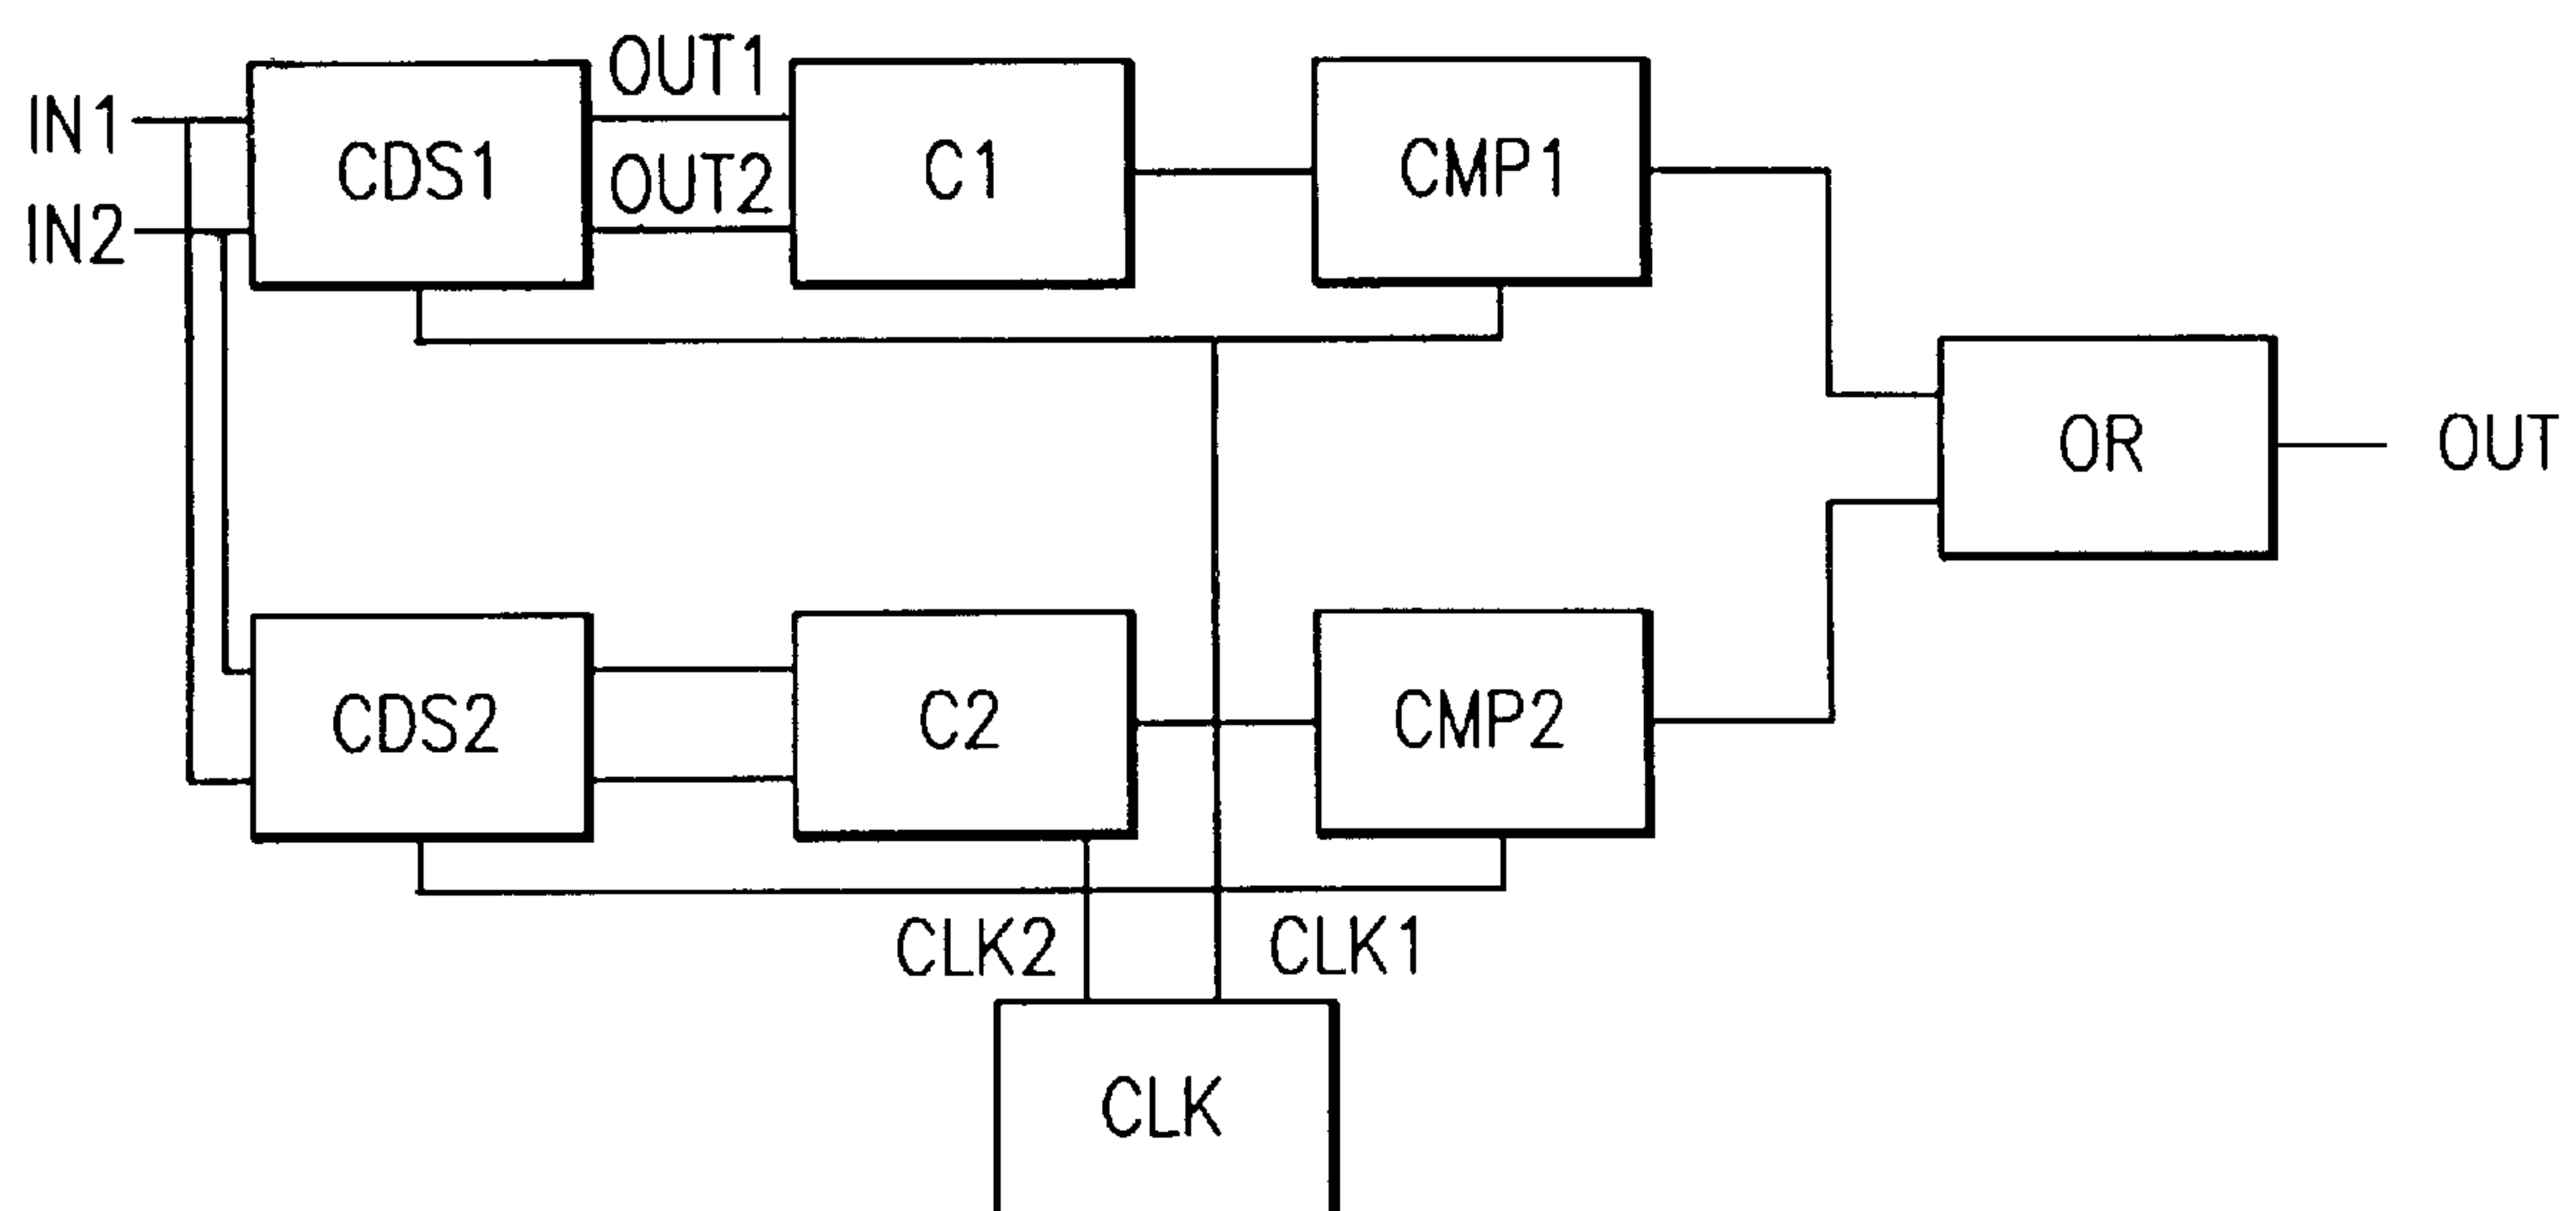 OUT1
IN1
CDS1
C1
CMP1
OUT2
IN2
OR
OUT
CDS2
C2
CMP2
CLK2
CLK1
CLK